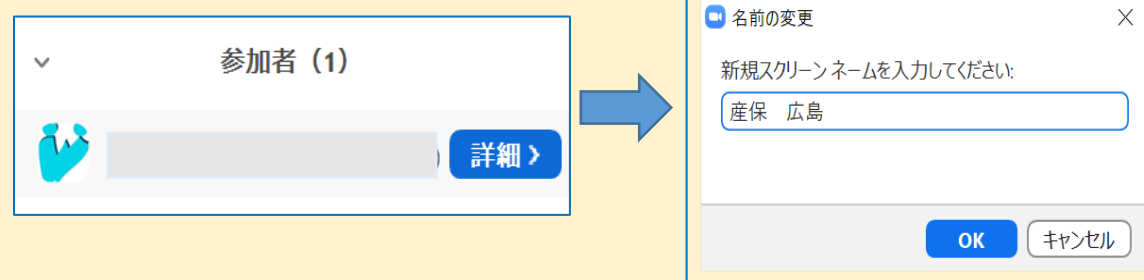 参加者（1）
詳細 >
名前の変更
新規スクリーン ネームを入力してください:
産保　広島
OK
キャンセル